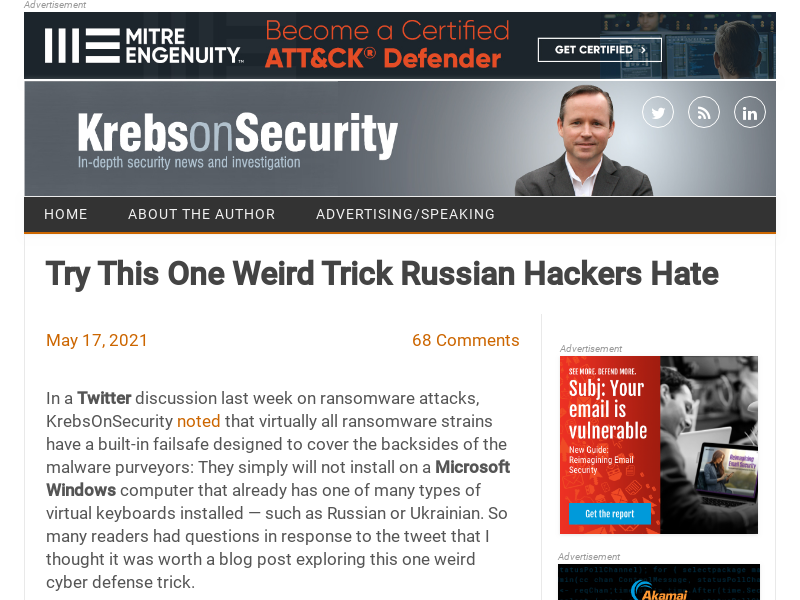 Advertisement
MITRE
ENGENUITY™
Become a Certified
ATT&CK® Defender
GET CERTIFIED >
KrebsonSecurity
In-depth security news and investigation
HOME
ABOUT THE AUTHOR
ADVERTISING/SPEAKING
Try This One Weird Trick Russian Hackers Hate
May 17, 2021
68 Comments
In a Twitter discussion last week on ransomware attacks,
KrebsOnSecurity noted that virtually all ransomware strains
have a built-in failsafe designed to cover the backsides of the
malware purveyors: They simply will not install on a Microsoft
Windows computer that already has one of many types of
virtual keyboards installed — such as Russian or Ukrainian. So
many readers had questions in response to the tweet that I
thought it was worth a blog post exploring this one weird
cyber defense trick.
Advertisement
SEE MORE. DEFEND MORE.
Subj: Your
email is
vulnerable
New Guide:
Reimagining Email
Security
Get the report
Reimagining
Email Security
Advertisement
Akamai